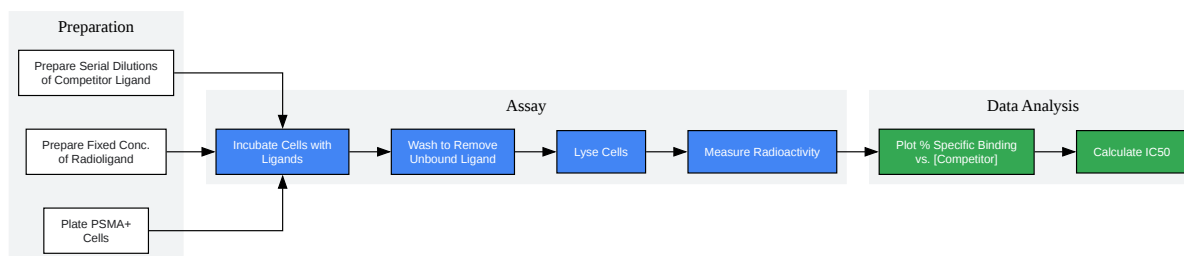 Preparation
Prepare Serial Dilutions
of Competitor Ligand
Prepare Fixed Conc.
of Radioligand
Plate PSMA+
Cells
Assay
Incubate Cells with
Ligands
Wash to Remove
Unbound Ligand
Lyse Cells
Measure Radioactivity
Data Analysis
Plot % Specific Binding
vs. [Competitor]
Calculate IC50